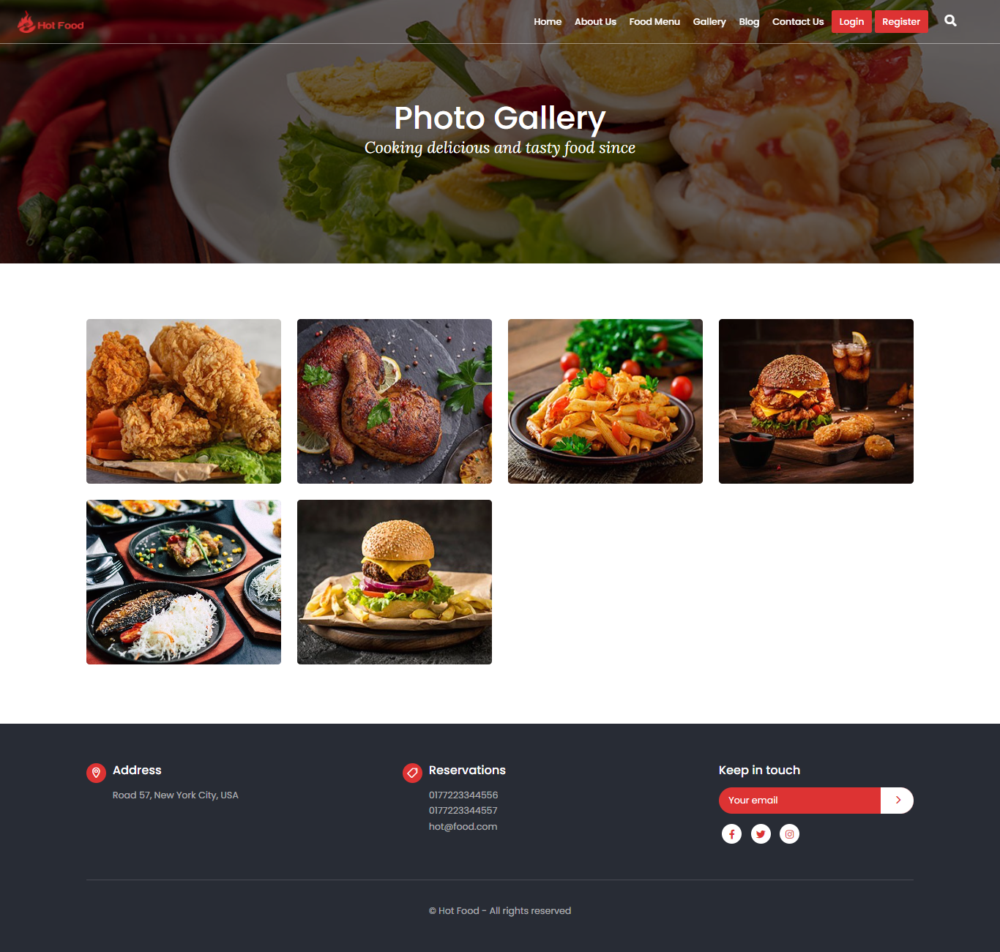 Hot Food
Home About Us Food Menu Gallery Blog Contact Us Login Register
Photo Gallery
Cooking delicious and tasty food since
Address
Road 57, New York City, USA
Reservations
0177223344556
0177223344557
hot@food.com
Keep in touch
Your email
© Hot Food - All rights reserved